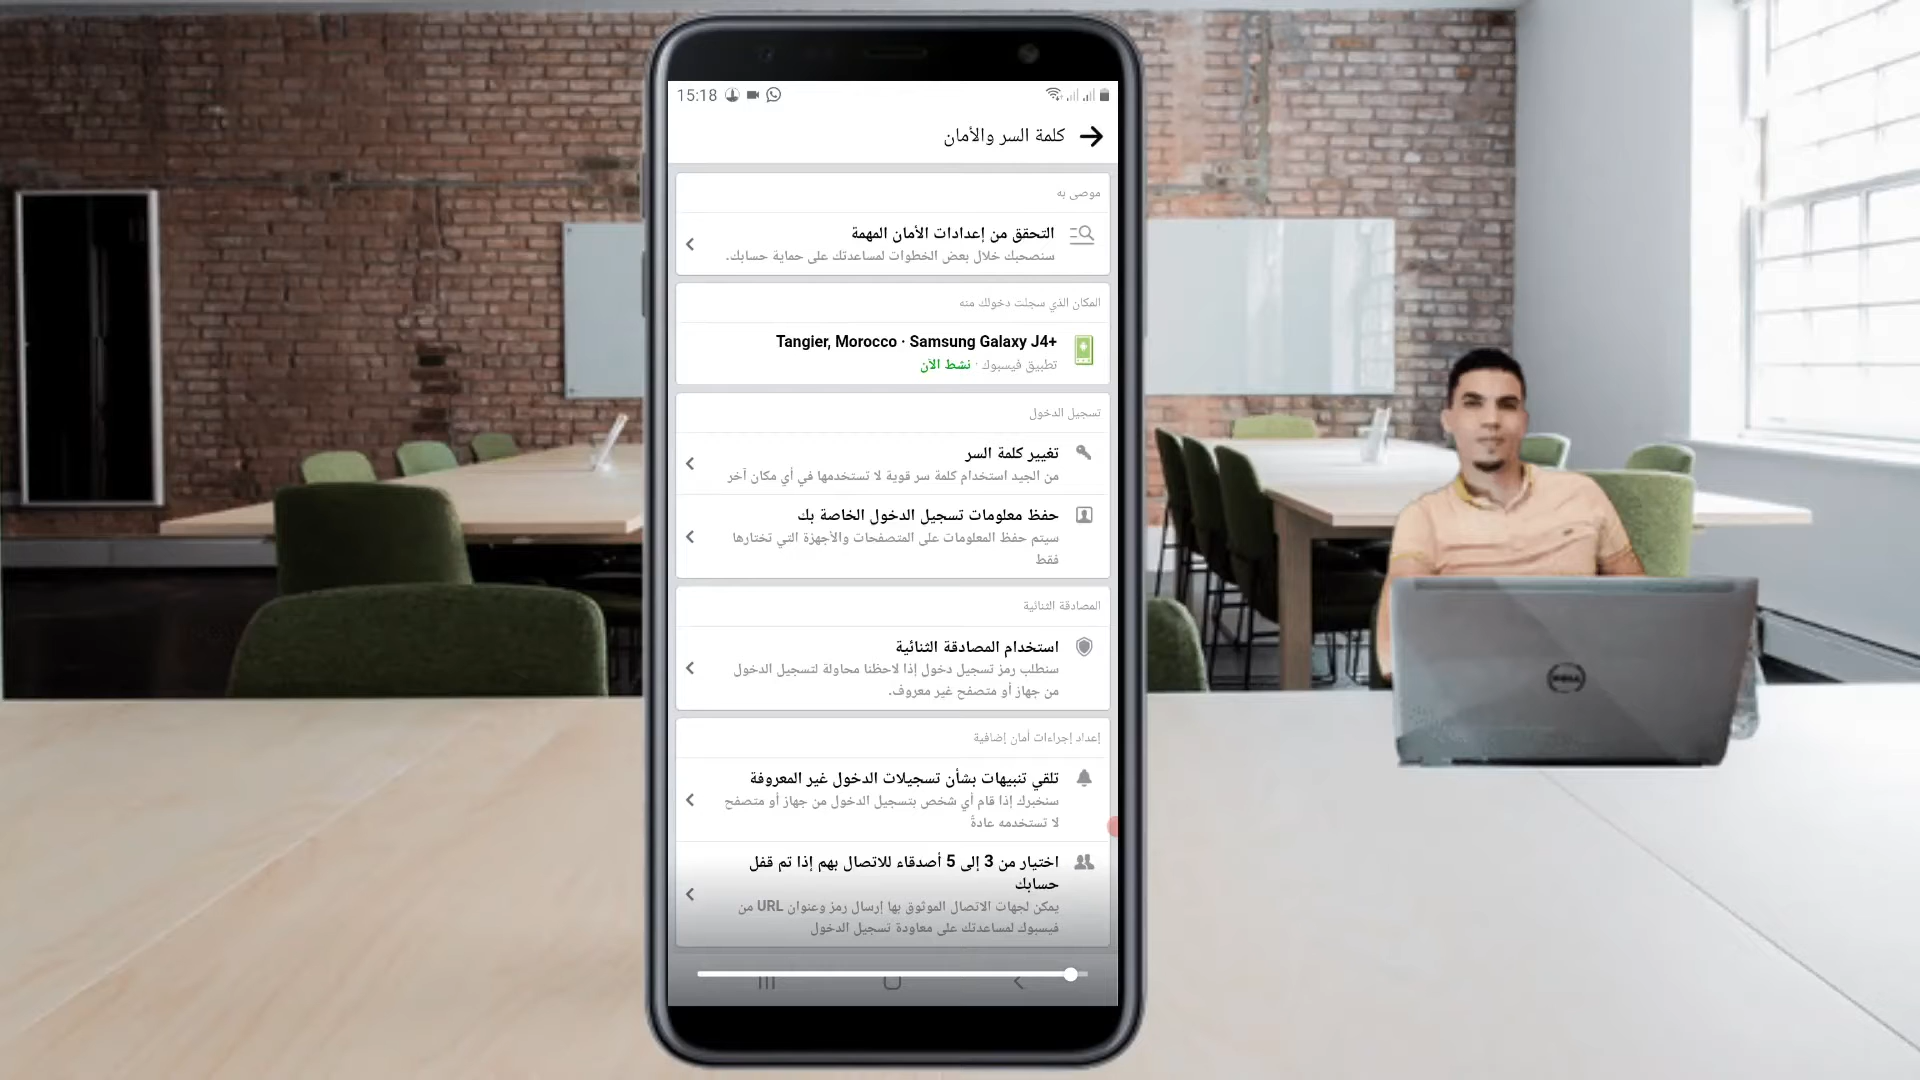 15:18
كلمة السر والأمان
موصى به
التحقق من إعدادات الأمان المهمة
سنصحبك خلال بعض الخطوات لمساعدتك على حماية حسابك.
المكان الذي سجلت دخولك منه
Tangier, Morocco · Samsung Galaxy J4+
تطبيق فيسبوك · نشط الآن
تسجيل الدخول
تغيير كلمة السر
من الجيد استخدام كلمة سر قوية لا تستخدمها في أي مكان آخر
حفظ معلومات تسجيل الدخول الخاصة بك
سيتم حفظ المعلومات على المتصفحات والأجهزة التي تختارها
فقط
المصادقة الثنائية
استخدام المصادقة الثنائية
سنطلب رمز تسجيل دخول إذا لاحظنا محاولة لتسجيل الدخول
من جهاز أو متصفح غير معروف.
إعداد إجراءات أمان إضافية
تلقي تنبيهات بشأن تسجيلات الدخول غير المعروفة
سنخبرك إذا قام أي شخص بتسجيل الدخول من جهاز أو متصفح
لا تستخدمه عادةً
اختيار من 3 إلى 5 أصدقاء للاتصال بهم إذا تم قفل
حسابك
يمكن لجهات الاتصال الموثوق بها إرسال رمز وعنوان URL من
فيسبوك لمساعدتك على معاودة تسجيل الدخول
DELL